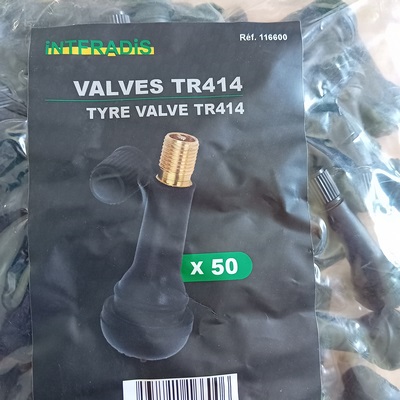 iNTERADiS
Réf. 116600
VALVES TR414
TYRE VALVE TR414
x 50